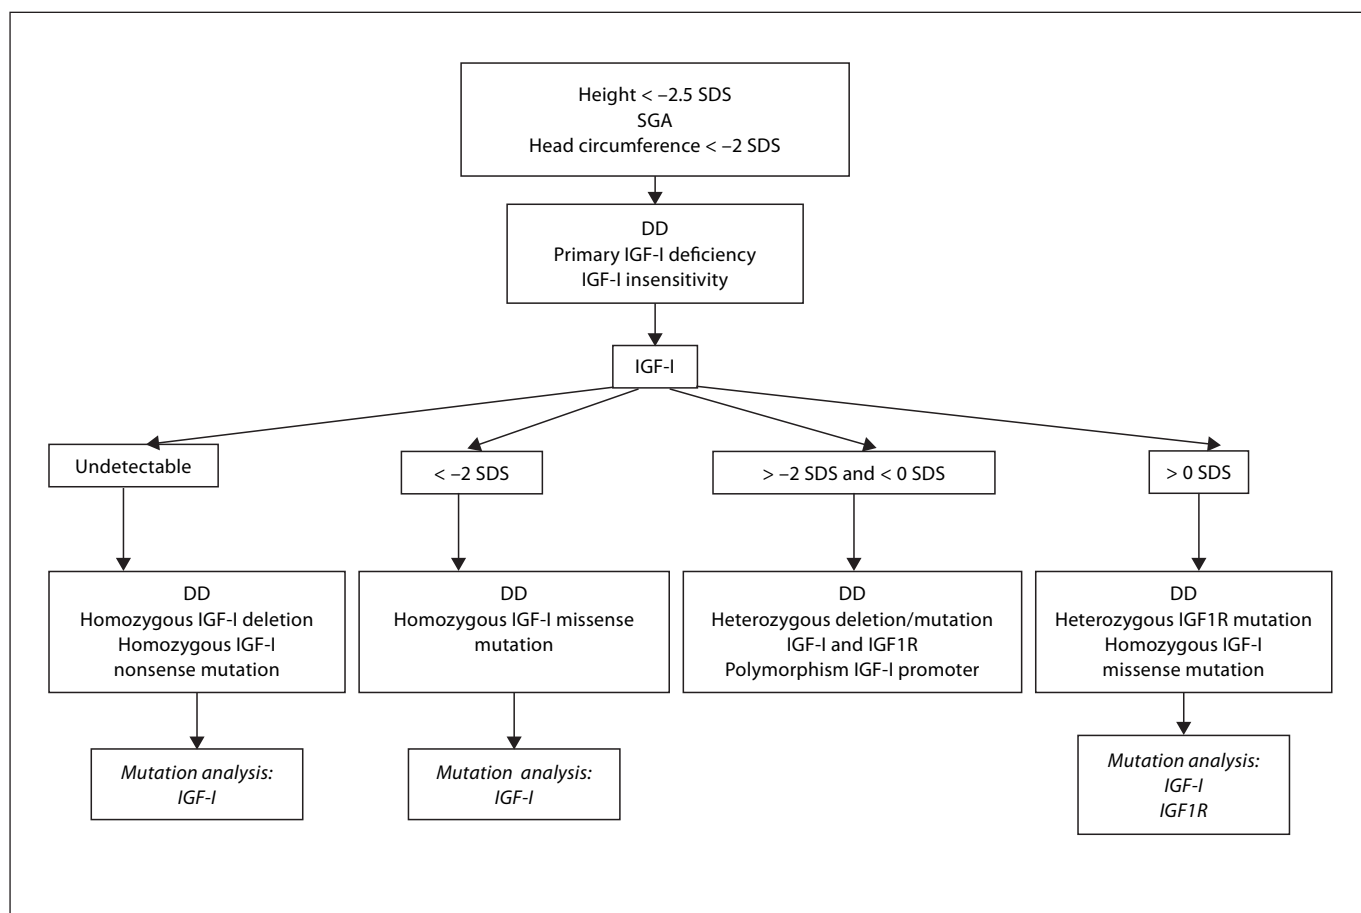 Height < –2.5 SDS
SGA
Head circumference < –2 SDS
DD
Primary IGF-I deficiency
IGF-I insensitivity
IGF-I
Undetectable
< –2 SDS
> –2 SDS and < 0 SDS
> 0 SDS
DD
Homozygous IGF-I deletion
Homozygous IGF-I
nonsense mutation
DD
Homozygous IGF-I missense
mutation
DD
Heterozygous deletion/mutation
IGF-I and IGF1R
Polymorphism IGF-I promoter
DD
Heterozygous IGF1R mutation
Homozygous IGF-I
missense mutation
Mutation analysis:
IGF-I
Mutation analysis:
IGF-I
Mutation analysis:
IGF-I
IGF1R